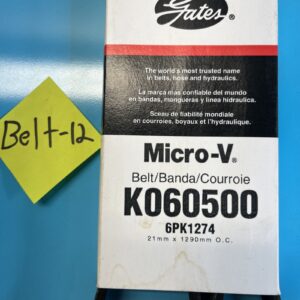 Gates®
The world's most trusted name
in belts, hose and hydraulics.
La marca más confiable del mundo
en bandas, mangueras y linea hidraulica.
Sceau de fiabilité mondiale
en courroies, boyaux et l'hydraulique.
Belt-12
Micro-V®
Belt/Banda/Courroie
K060500
6PK1274
21mm x 1290mm O.C.